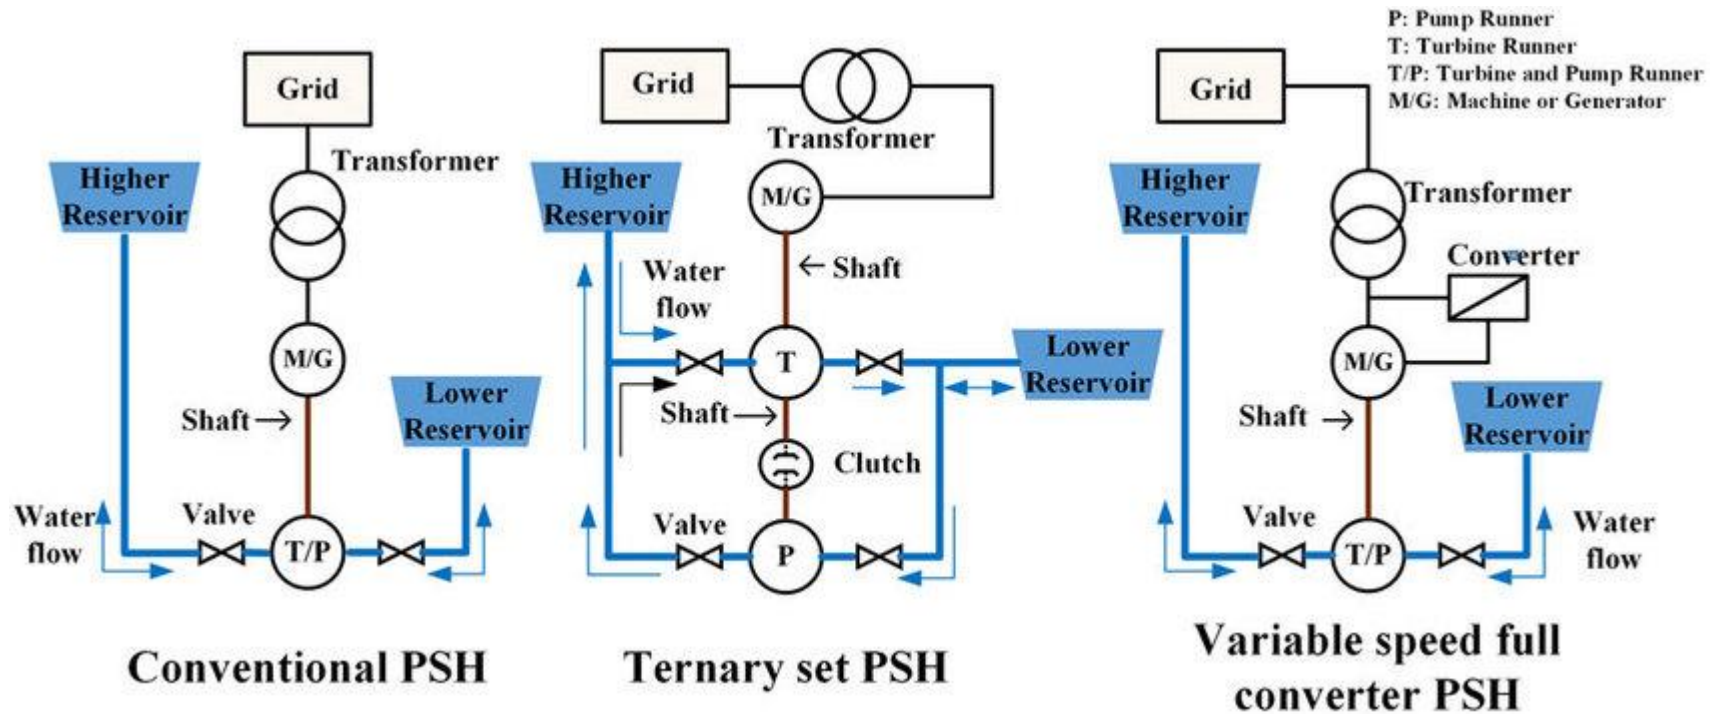 P: Pump Runner
T: Turbine Runner
T/P: Turbine and Pump Runner
M/G: Machine or Generator
Grid
Transformer
Higher
Reservoir
M/G
Shaft
Lower
Reservoir
Water
flow
Valve
T/P
Conventional PSH
Grid
Transformer
Higher
Reservoir
M/G
Shaft
Water
flow
T
Lower
Reservoir
Shaft
Clutch
Valve
P
Ternary set PSH
Grid
Higher
Reservoir
Transformer
Converter
M/G
Shaft
Lower
Reservoir
Valve
T/P
Water
flow
Variable speed full
converter PSH